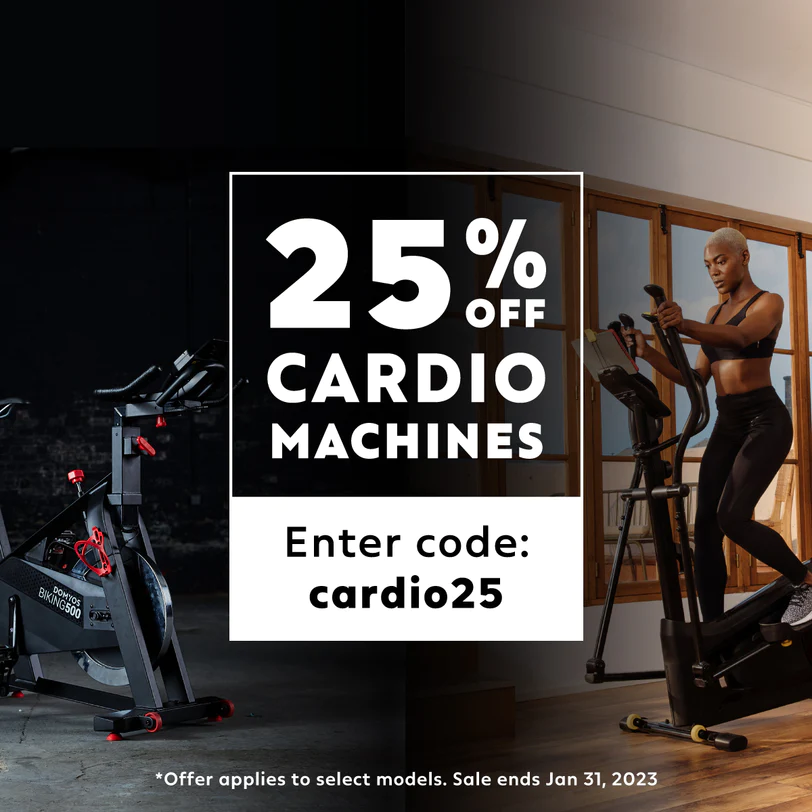 25%
OFF
CARDIO
MACHINES
Enter code:
cardio25
DOMYOS
BIKING500
*Offer applies to select models. Sale ends Jan 31, 2023